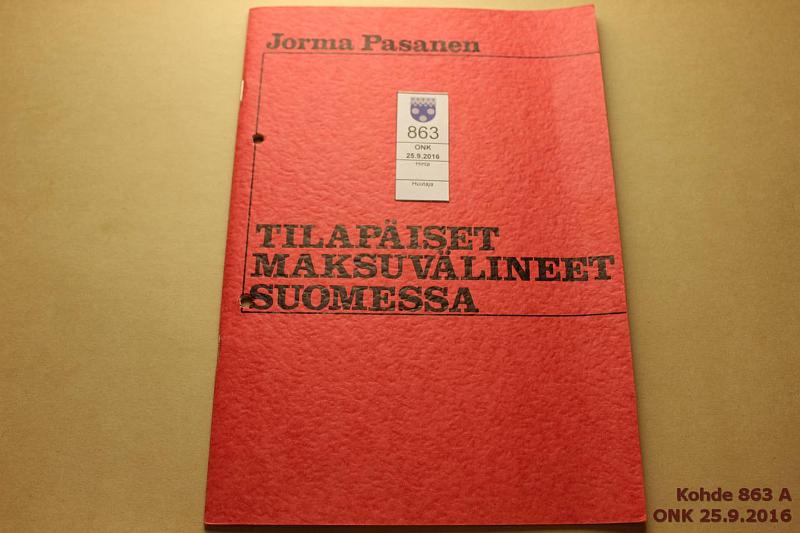 Jorma Pasanen
863
ONK
25.9.2016
Hinta
Huutaja
TILAPÄISET
MAKSUVÄLINEET
SUOMESSA
Kohde 863 A
ONK 25.9.2016